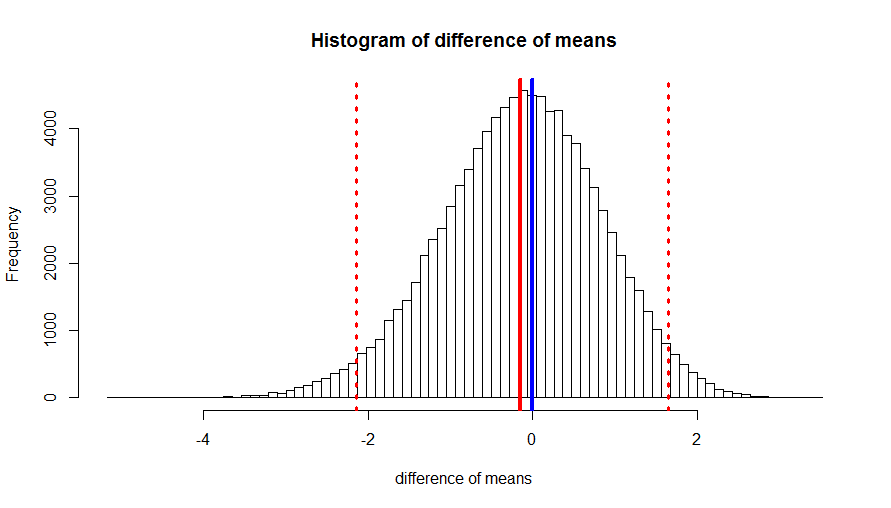 Histogram of difference of means
Frequency
4000
3000
2000
1000
0
-4 -2 0 2
difference of means